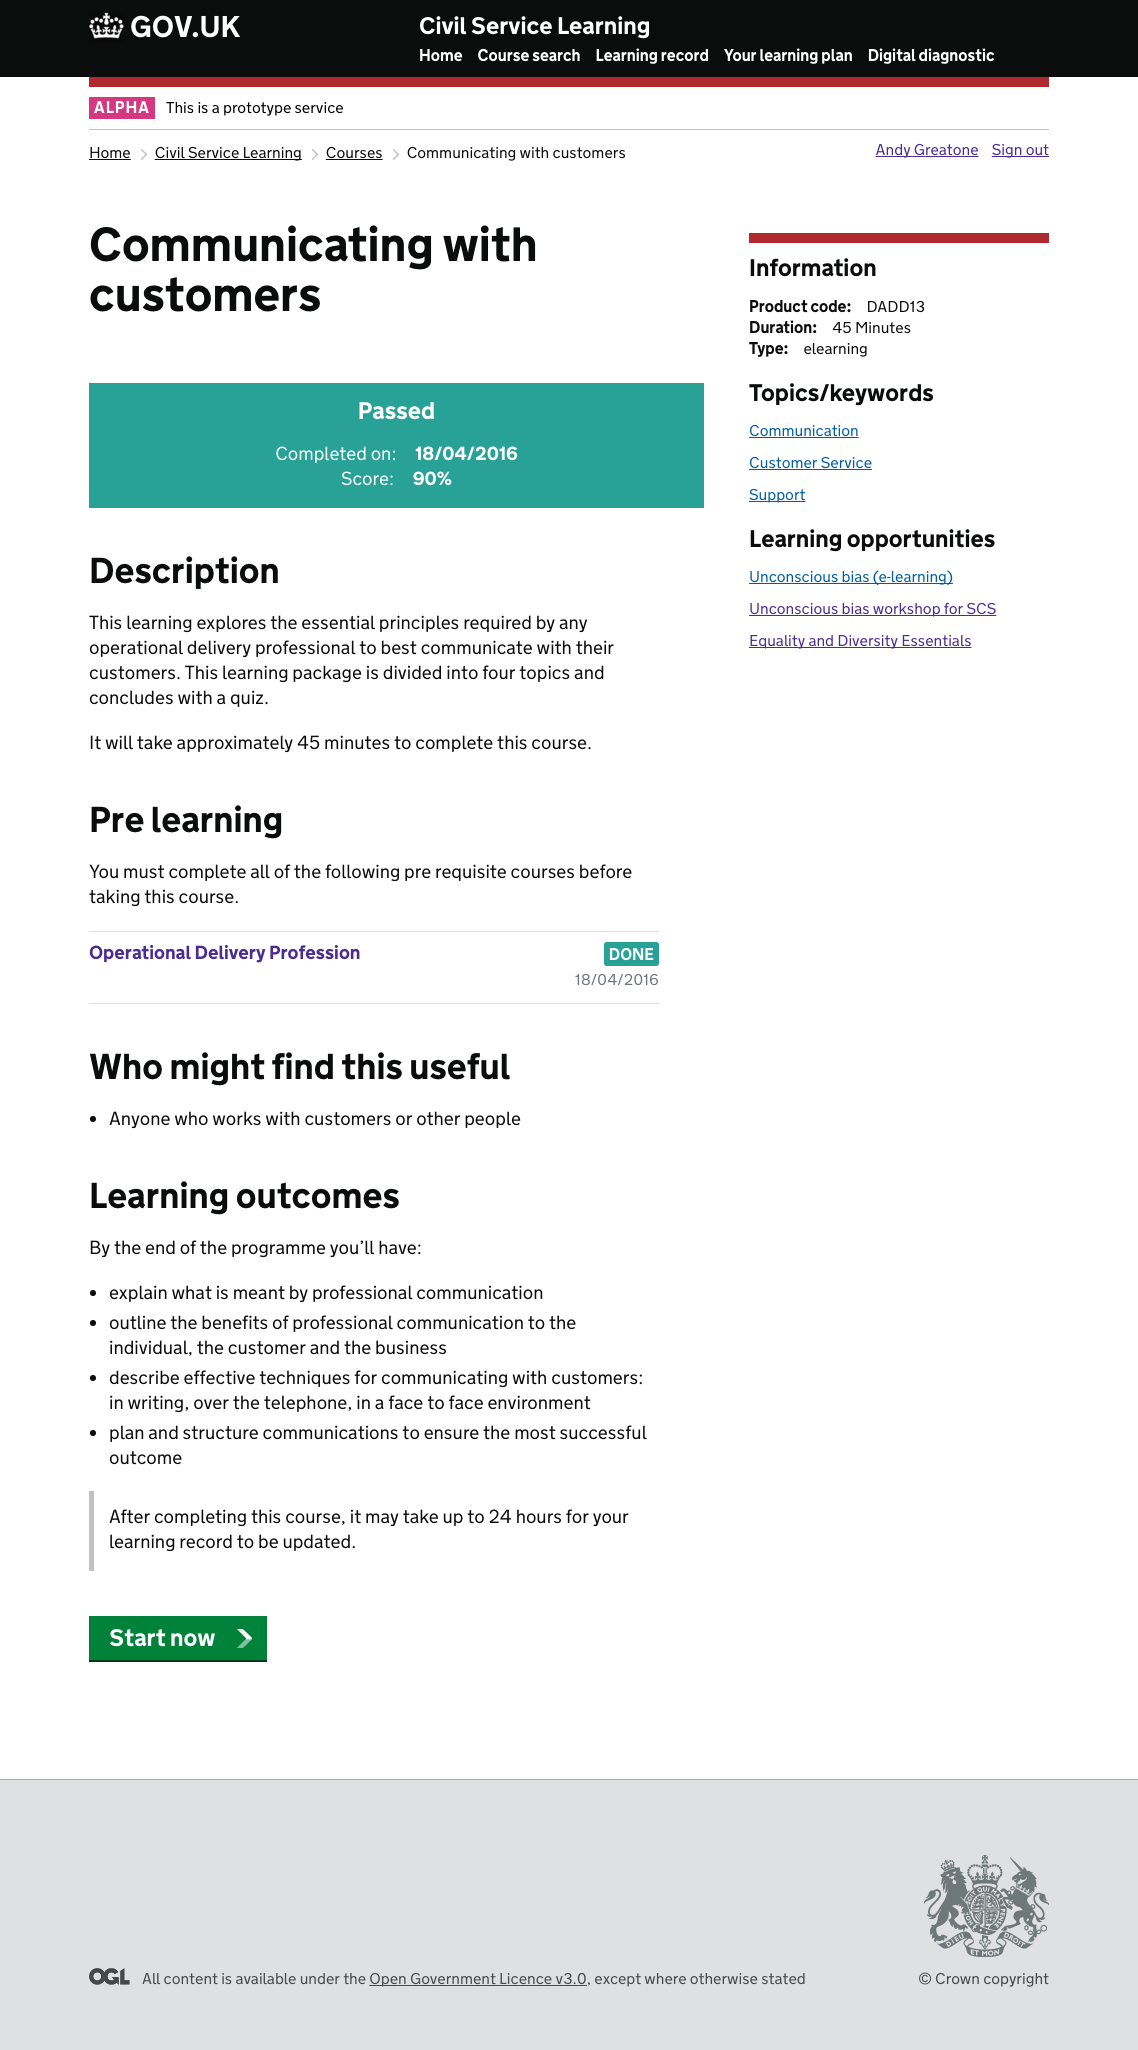 GOV.UK
Civil Service Learning
Home Course search Learning record Your learning plan Digital diagnostic
ALPHA This is a prototype service
Home Civil Service Learning Courses Communicating with customers
Andy Greatone Sign out
Communicating with
customers
Passed
Completed on: 18/04/2016
Score: 90%
Description
This learning explores the essential principles required by any
operational delivery professional to best communicate with their
customers. This learning package is divided into four topics and
concludes with a quiz.
It will take approximately 45 minutes to complete this course.
Pre learning
You must complete all of the following pre requisite courses before
taking this course.
Operational Delivery Profession DONE
18/04/2016
Who might find this useful
• Anyone who works with customers or other people
Learning outcomes
By the end of the programme you’ll have:
• explain what is meant by professional communication
• outline the benefits of professional communication to the
individual, the customer and the business
• describe effective techniques for communicating with customers:
in writing, over the telephone, in a face to face environment
• plan and structure communications to ensure the most successful
outcome
After completing this course, it may take up to 24 hours for your
learning record to be updated.
Start now
Information
Product code: DADD13
Duration: 45 Minutes
Type: elearning
Topics/keywords
Communication
Customer Service
Support
Learning opportunities
Unconscious bias (e-learning)
Unconscious bias workshop for SCS
Equality and Diversity Essentials
DIEU ET MON DROIT
OGL All content is available under the Open Government Licence v3.0, except where otherwise stated
© Crown copyright